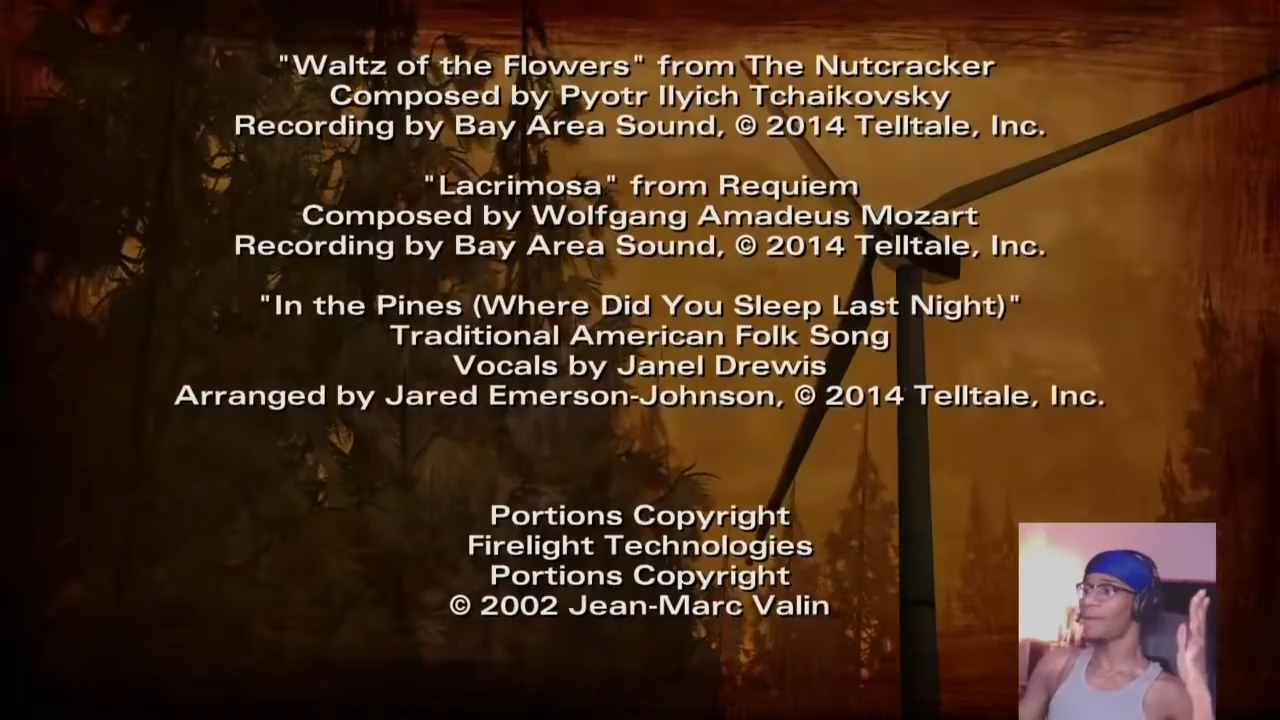 "Waltz of the Flowers" from The Nutcracker
Composed by Pyotr Ilyich Tchaikovsky
Recording by Bay Area Sound, © 2014 Telltale, Inc.
"Lacrimosa" from Requiem
Composed by Wolfgang Amadeus Mozart
Recording by Bay Area Sound, © 2014 Telltale, Inc.
"In the Pines (Where Did You Sleep Last Night)"
Traditional American Folk Song
Vocals by Janel Drewis
Arranged by Jared Emerson-Johnson, © 2014 Telltale, Inc.
Portions Copyright
Firelight Technologies
Portions Copyright
© 2002 Jean-Marc Valin